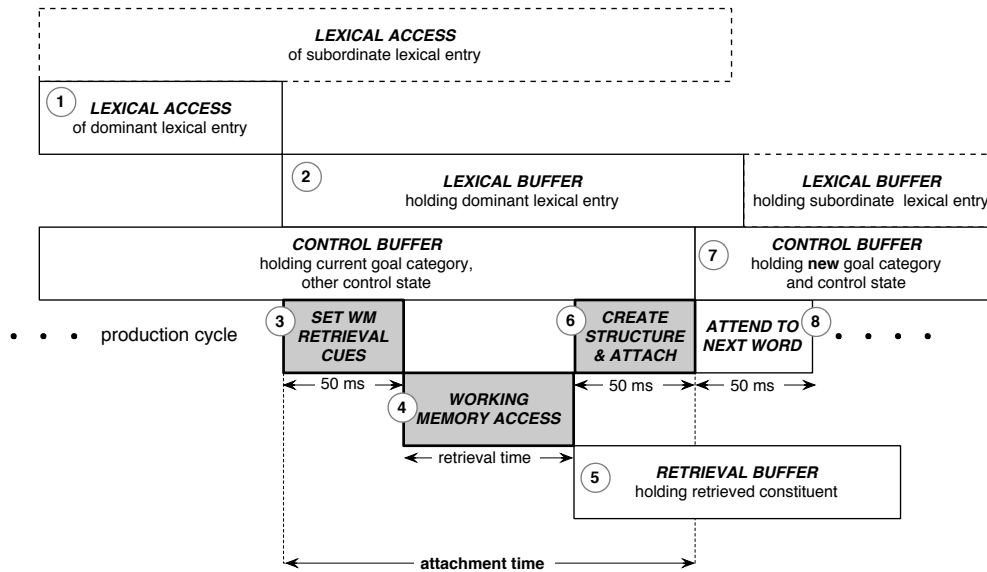 LEXICAL ACCESS
of subordinate lexical entry
1
LEXICAL ACCESS
of dominant lexical entry
2
LEXICAL BUFFER
holding dominant lexical entry
LEXICAL BUFFER
holding subordinate lexical entry
CONTROL BUFFER
holding current goal category,
other control state
7
CONTROL BUFFER
holding new goal category
and control state
• • • production cycle
3
SET WM
RETRIEVAL
CUES
6
CREATE
STRUCTURE
& ATTACH
ATTEND TO
NEXT WORD
8
• • • •
50 ms
50 ms
50 ms
4
WORKING
MEMORY ACCESS
retrieval time
5
RETRIEVAL BUFFER
holding retrieved constituent
attachment time